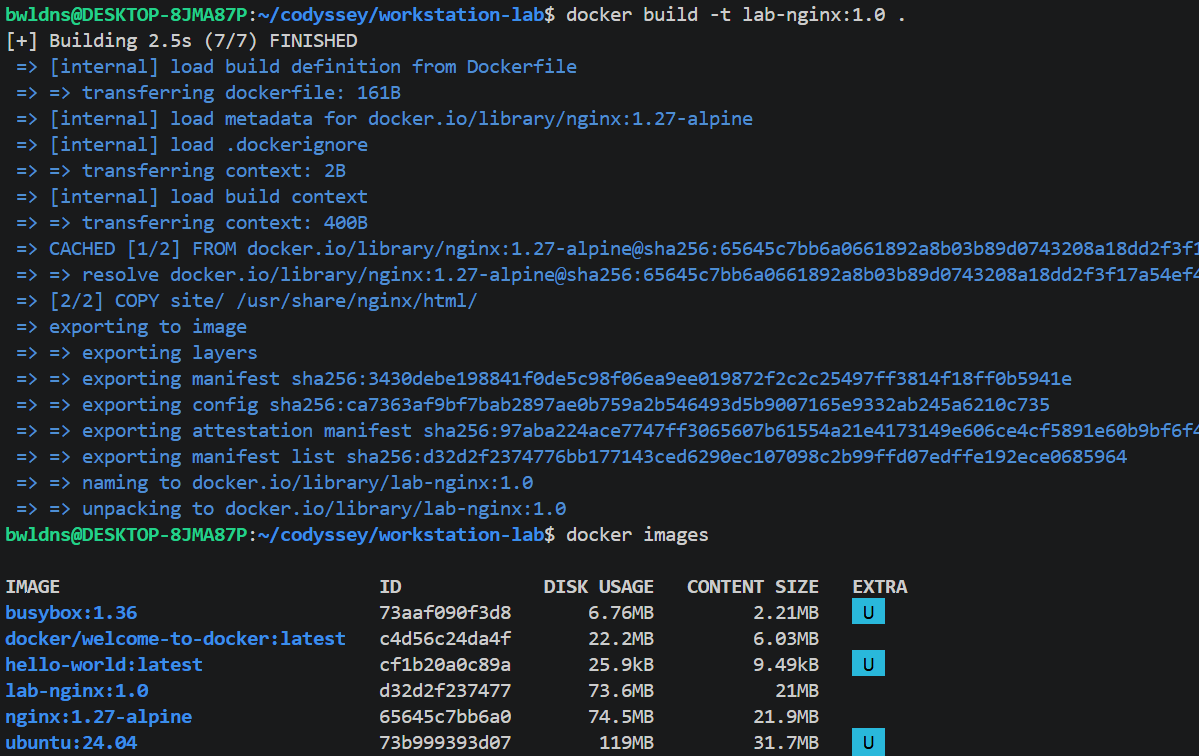 bwldns@DESKTOP-8JMA87P:~/codyssey/workstation-lab$ docker build -t lab-nginx:1.0 .
[+] Building 2.5s (7/7) FINISHED
=> [internal] load build definition from Dockerfile
=> => transferring dockerfile: 161B
=> [internal] load metadata for docker.io/library/nginx:1.27-alpine
=> [internal] load .dockerignore
=> => transferring context: 2B
=> [internal] load build context
=> => transferring context: 400B
=> CACHED [1/2] FROM docker.io/library/nginx:1.27-alpine@sha256:65645c7bb6a0661892a8b03b89d0743208a18dd2f3f1
=> => resolve docker.io/library/nginx:1.27-alpine@sha256:65645c7bb6a0661892a8b03b89d0743208a18dd2f3f17a54ef4
=> [2/2] COPY site/ /usr/share/nginx/html/
=> exporting to image
=> => exporting layers
=> => exporting manifest sha256:3430debe198841f0de5c98f06ea9ee019872f2c2c25497ff3814f18ff0b5941e
=> => exporting config sha256:ca7363af9bf7bab2897ae0b759a2b546493d5b9007165e9332ab245a6210c735
=> => exporting attestation manifest sha256:97aba224ace7747ff3065607b61554a21e4173149e606ce4cf5891e60b9bf6f4
=> => exporting manifest list sha256:d32d2f2374776bb177143ced6290ec107098c2b99ffd07edffe192ece0685964
=> => naming to docker.io/library/lab-nginx:1.0
=> => unpacking to docker.io/library/lab-nginx:1.0
bwldns@DESKTOP-8JMA87P:~/codyssey/workstation-lab$ docker images
IMAGE ID DISK USAGE CONTENT SIZE EXTRA
busybox:1.36 73aaf090f3d8 6.76MB 2.21MB U
docker/welcome-to-docker:latest c4d56c24da4f 22.2MB 6.03MB
hello-world:latest cf1b20a0c89a 25.9kB 9.49kB U
lab-nginx:1.0 d32d2f237477 73.6MB 21MB
nginx:1.27-alpine 65645c7bb6a0 74.5MB 21.9MB
ubuntu:24.04 73b999393d07 119MB 31.7MB U